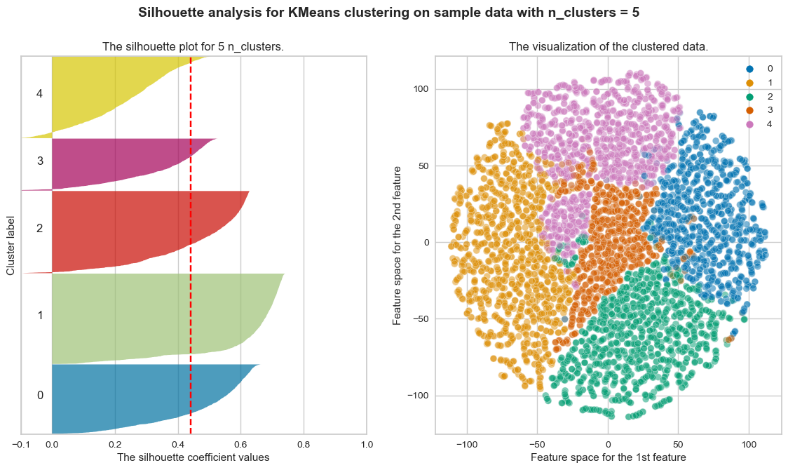 Silhouette analysis for KMeans clustering on sample data with n_clusters = 5
The silhouette plot for 5 n_clusters.
Cluster label
4
3
2
1
0
−0.1 0.0 0.2 0.4 0.6 0.8 1.0
The silhouette coefficient values
The visualization of the clustered data.
Feature space for the 2nd feature
100
50
0
−50
−100
0
1
2
3
4
−100 −50 0 50 100
Feature space for the 1st feature